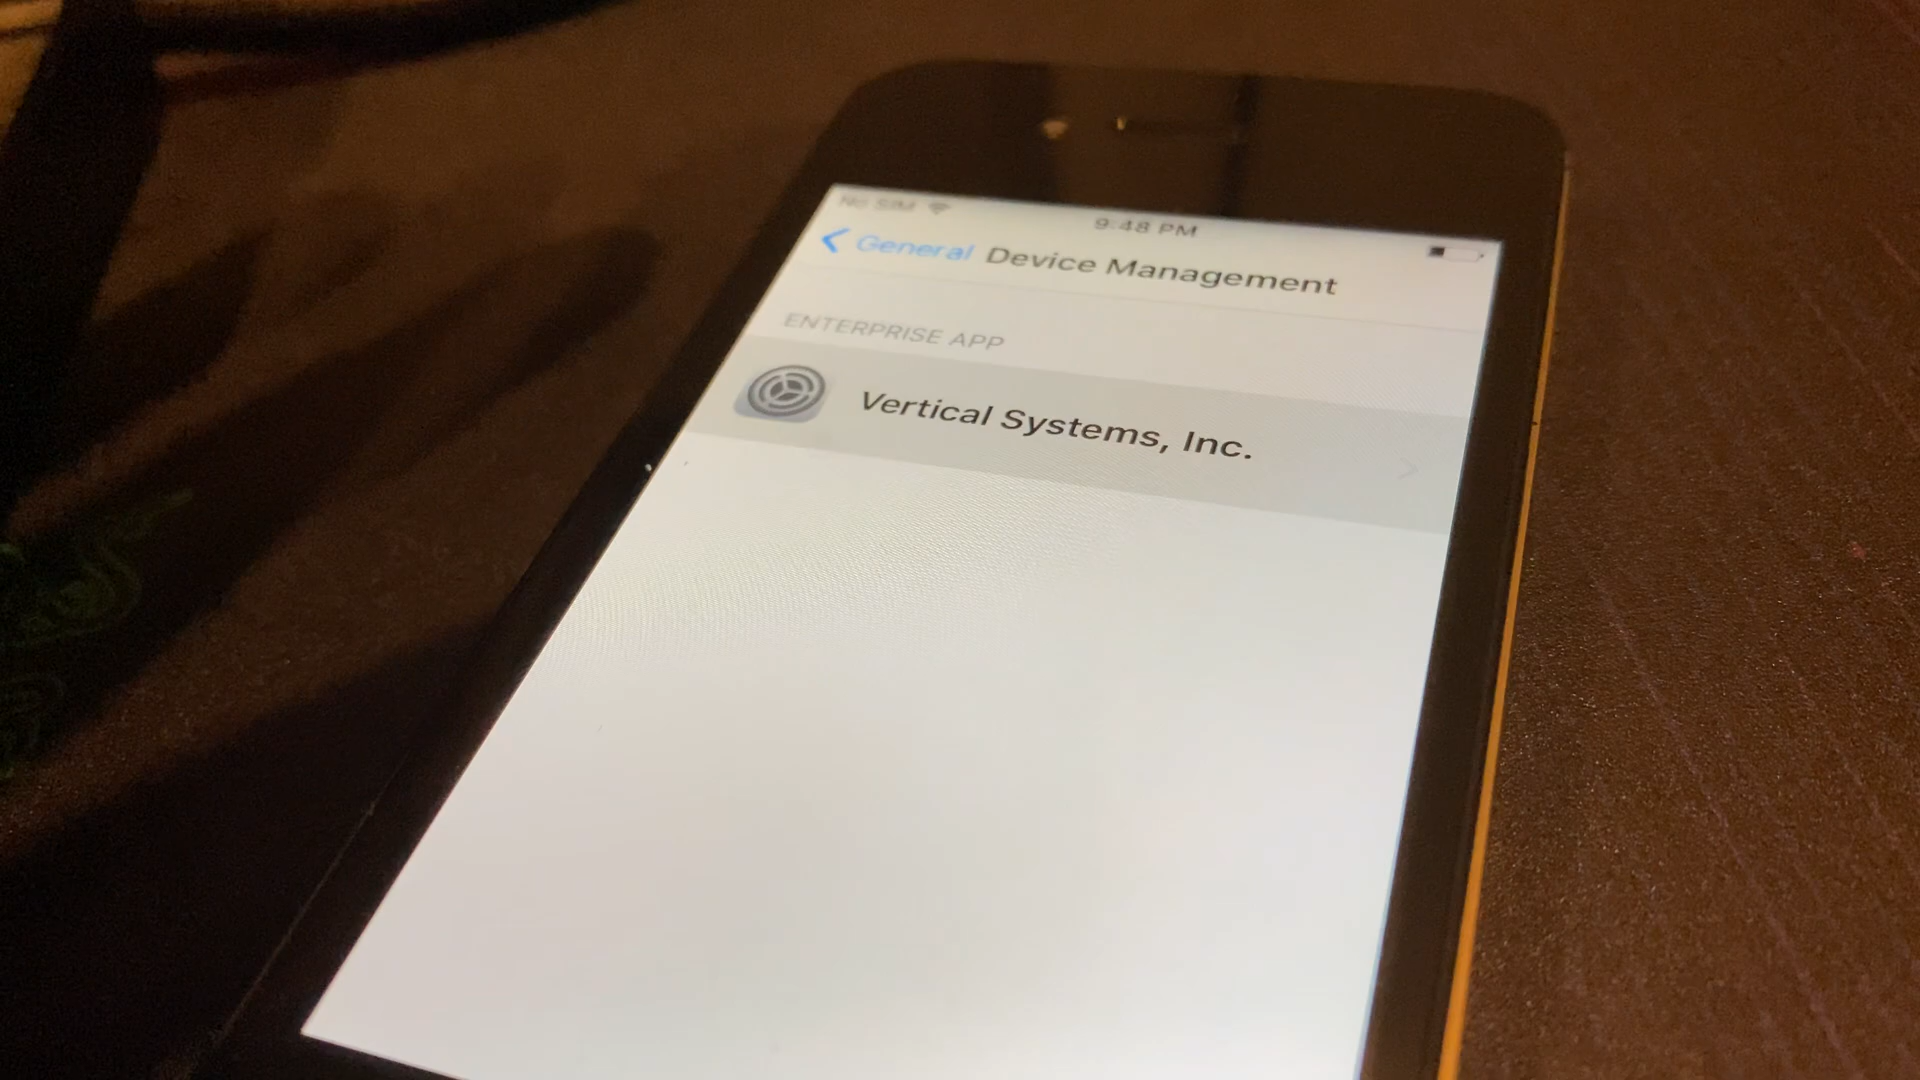 No SIM 9:48 PM
General Device Management
ENTERPRISE APP
Vertical Systems, Inc.